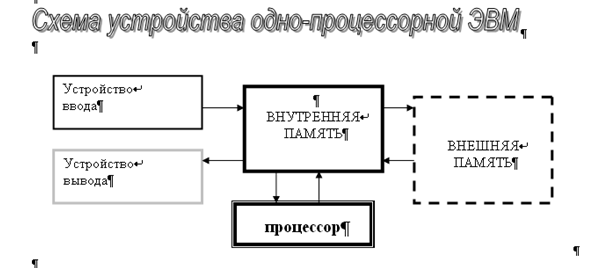 Схема устройства одно-процессорной ЭВМ¶
¶
Устройство↵
ввода¶
¶
ВНУТРЕННЯЯ↵
ПАМЯТЬ¶
ВНЕШНЯЯ↵
ПАМЯТЬ¶
Устройство↵
вывода¶
процессор¶
¶
¶